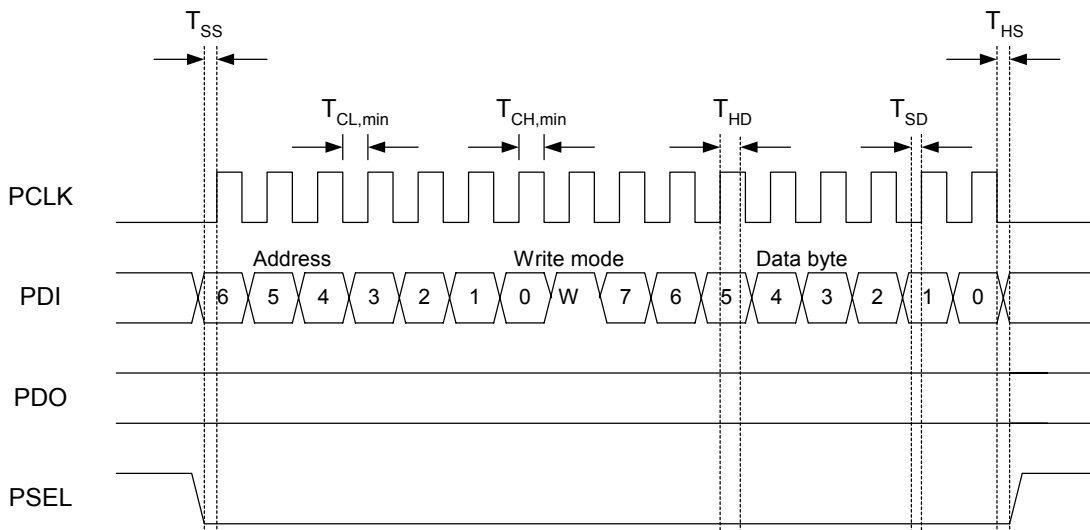 T_SS T_HS
T_CL,min T_CH,min T_HD T_SD
PCLK
Address Write mode Data byte
PDI 6 5 4 3 2 1 0 W 7 6 5 4 3 2 1 0
PDO
PSEL